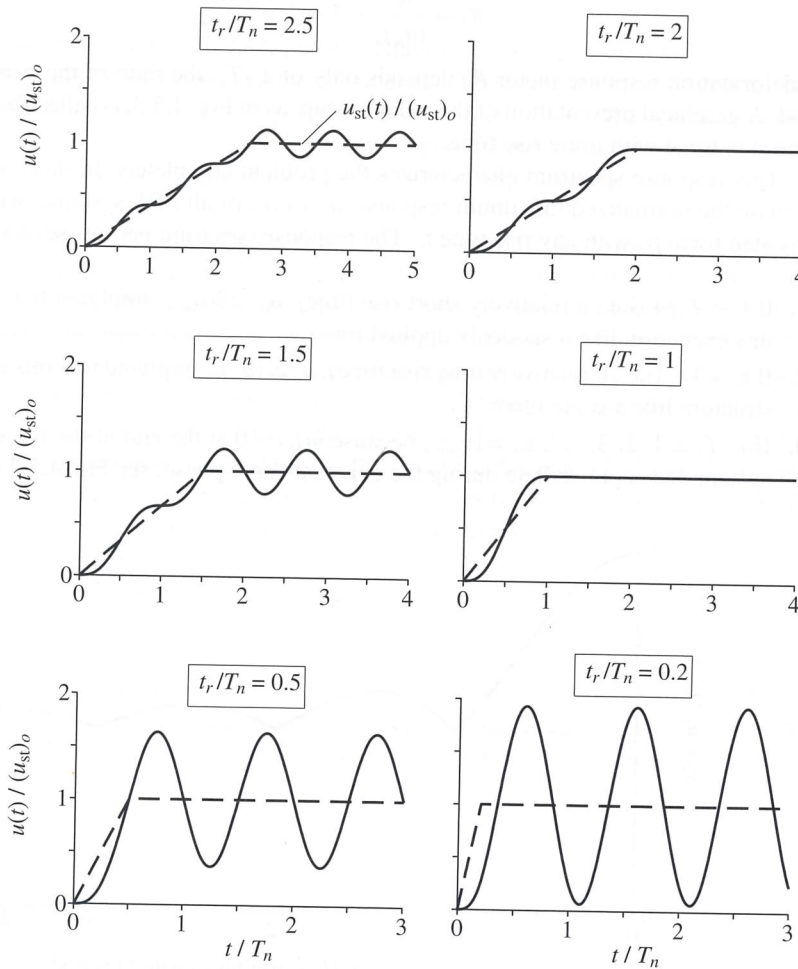 t_r/T_n = 2.5
t_r/T_n = 2
u_st(t) / (u_st)_o
u(t) / (u_st)_o
2
1
0
0 1 2 3 4 5
0 1 2 3 4
t_r/T_n = 1.5
t_r/T_n = 1
u(t) / (u_st)_o
2
1
0
0 1 2 3 4
0 1 2 3 4
t_r/T_n = 0.5
t_r/T_n = 0.2
u(t) / (u_st)_o
2
1
0
0 1 2 3
0 1 2 3
t / T_n
t / T_n